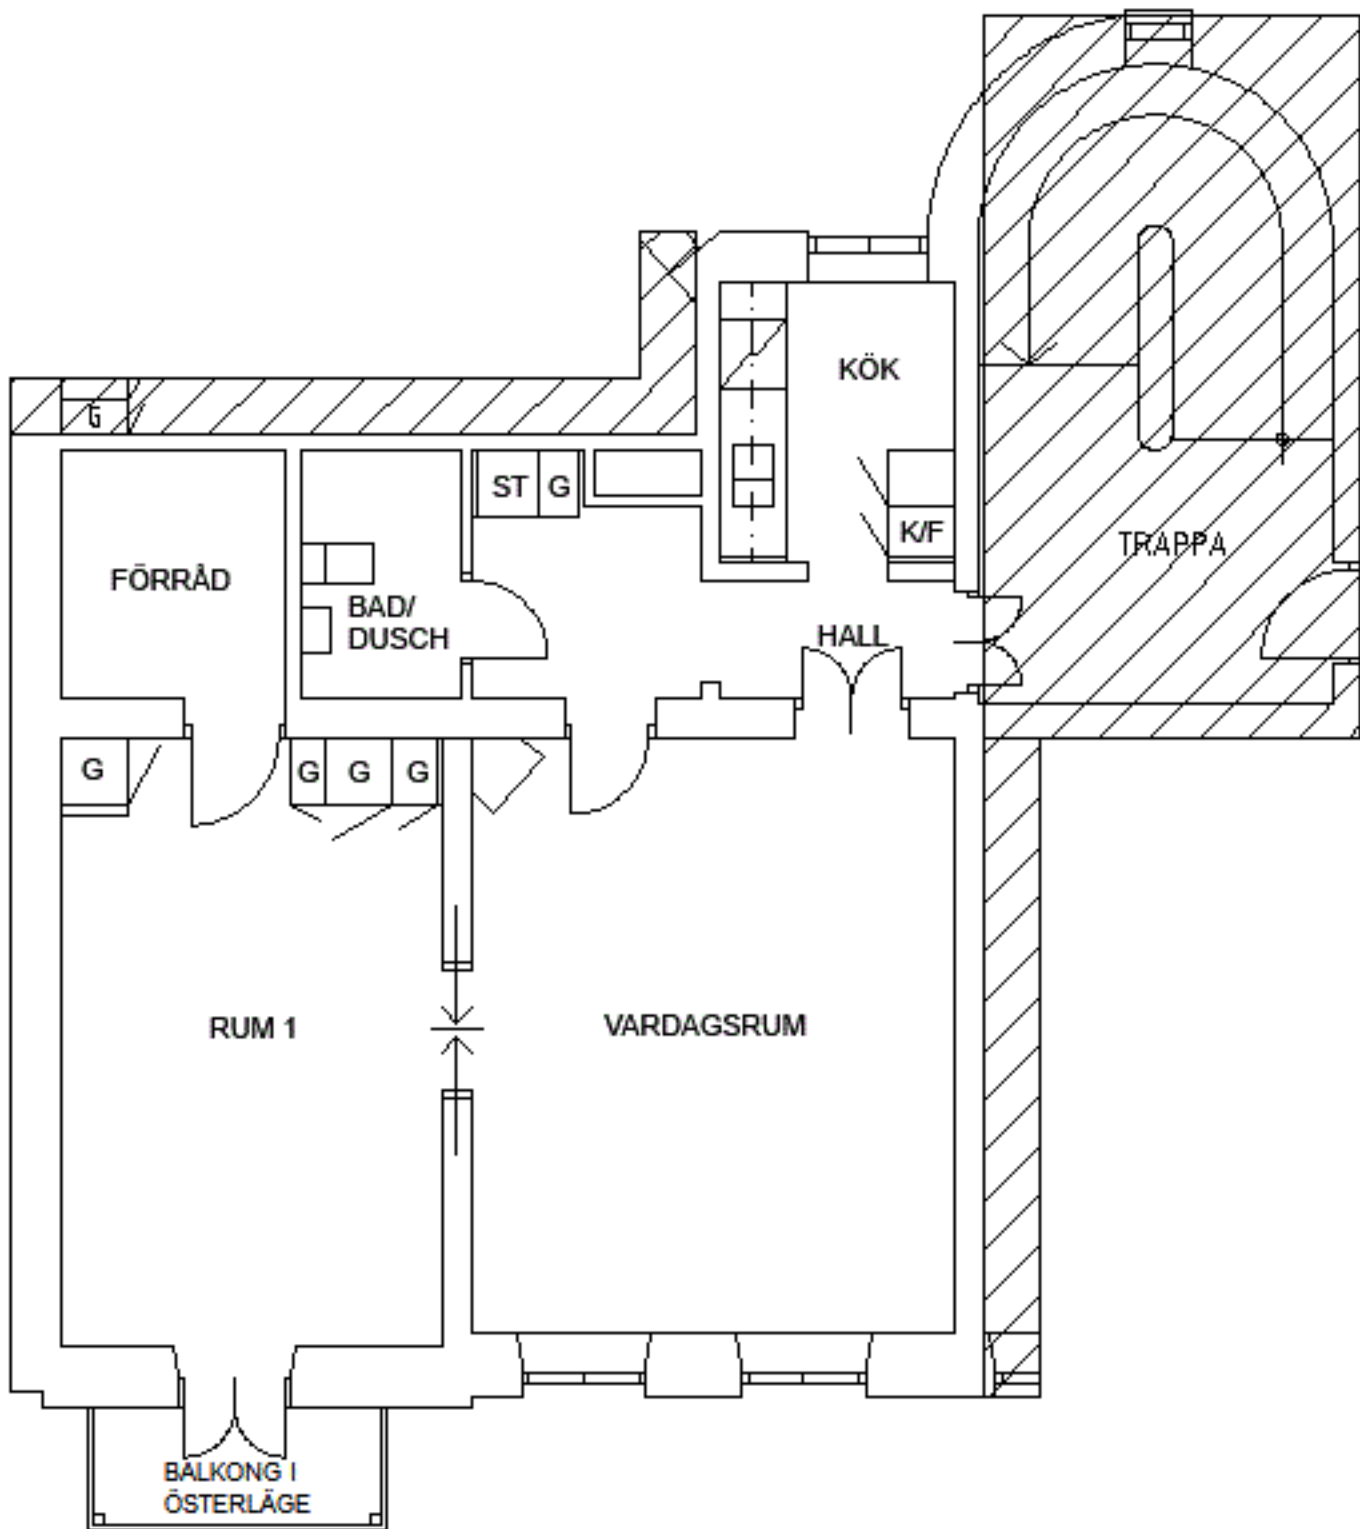 KÖK
G
ST G
K/F
TRAPPA
FÖRRÅD
BAD/
DUSCH
HALL
G
G G G
RUM 1
VARDAGSRUM
BALKONG I
ÖSTERLÄGE